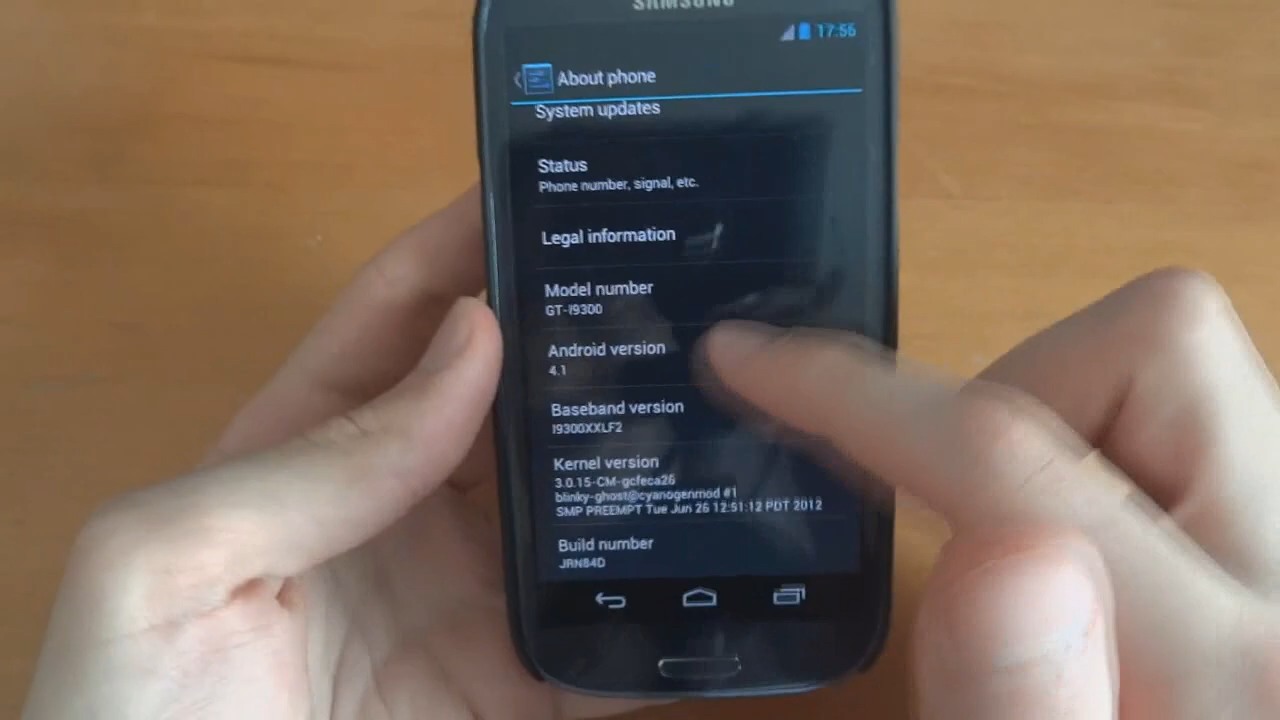 SAMSUNG
17:56
About phone
System updates
Status
Phone number, signal, etc.
Legal information
Model number
GT-I9300
Android version
4.1
Baseband version
I9300XXLF2
Kernel version
3.0.15-CM-gcfeca26
blinky-ghost@cyanogenmod #1
SMP PREEMPT Tue Jun 26 12:51:12 PDT 2012
Build number
JRN84D